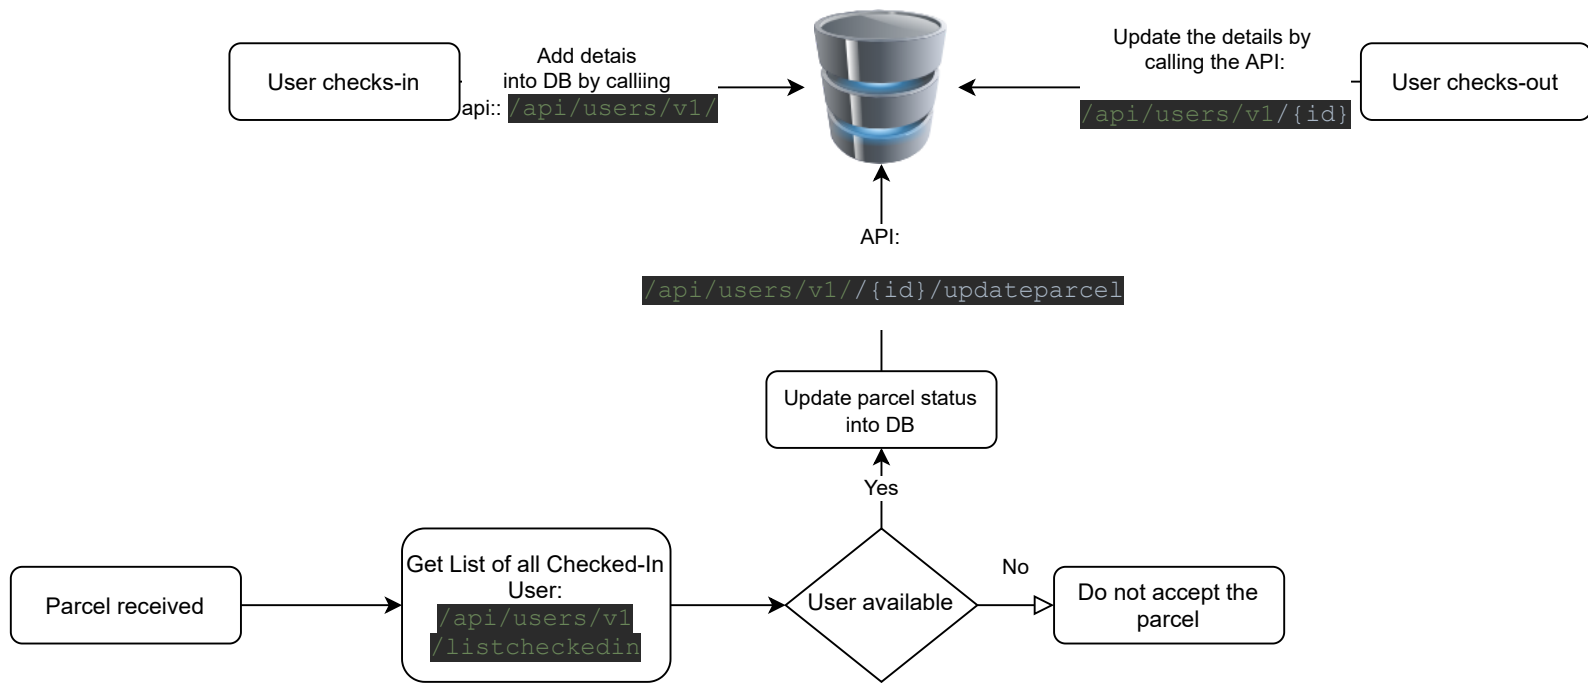 User checks-in
Add detais
into DB by calliing
api:: /api/users/v1/
Update the details by
calling the API:
/api/users/v1/{id}
User checks-out
API:
/api/users/v1//{id}/updateparcel
Update parcel status
into DB
Yes
Parcel received
Get List of all Checked-In
User:
/api/users/v1
/listcheckedin
User available
No
Do not accept the
parcel